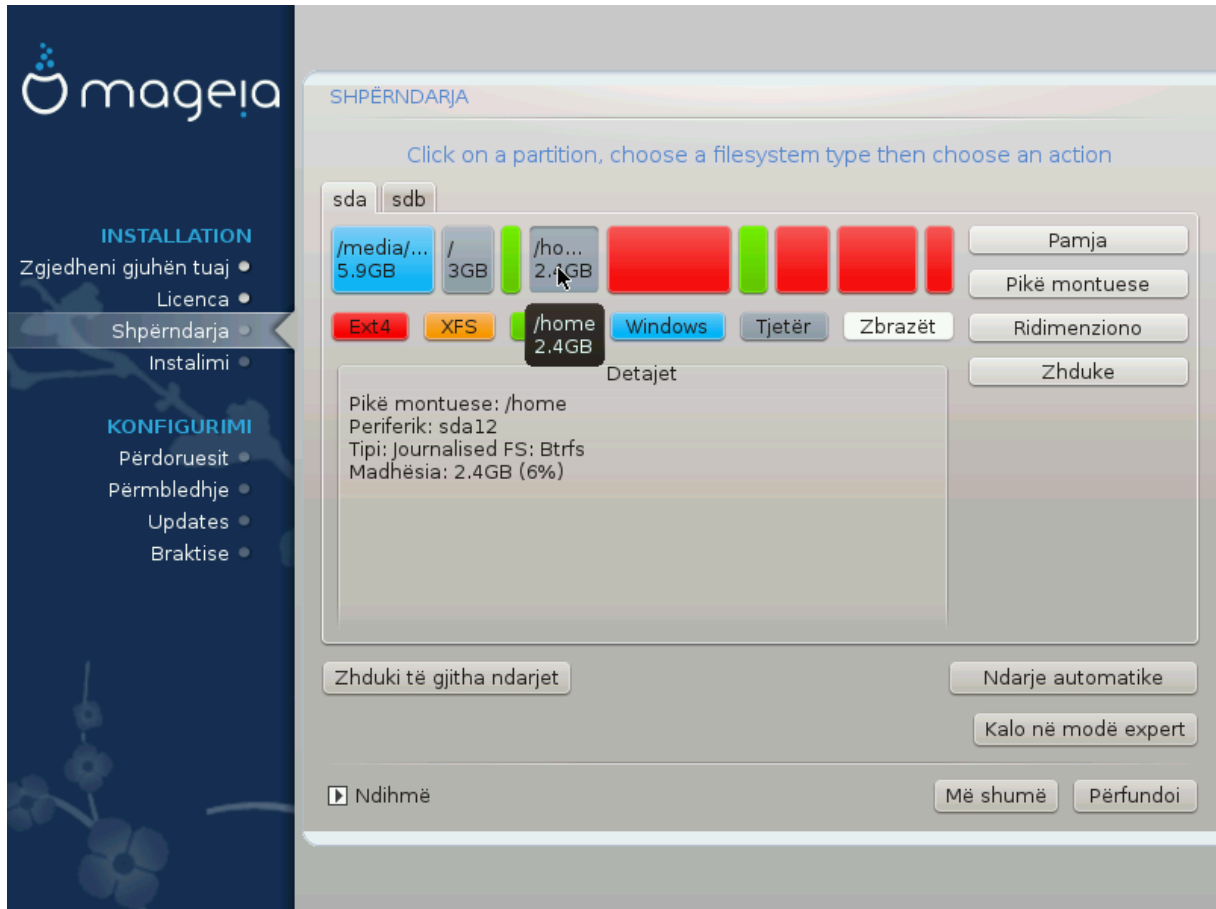 mageia
INSTALLATION
Zgjedheni gjuhën tuaj
Licenca
Shpërndarja
Instalimi
KONFIGURIMI
Përdoruesit
Përmbledhje
Updates
Braktise
SHPËRNDARJA
Click on a partition, choose a filesystem type then choose an action
sda sdb
/media/... / /ho...
5.9GB 3GB 2.4GB
Ext4 XFS Windows Tjetër Zbrazët
/home
2.4GB
Pamja
Pikë montuese
Ridimenziono
Zhduke
Detajet
Pikë montuese: /home
Periferik: sda12
Tipi: Journalised FS: Btrfs
Madhësia: 2.4GB (6%)
Zhduki të gjitha ndarjet
Ndarje automatike
Kalo në modë expert
Ndihmë
Më shumë Përfundoi